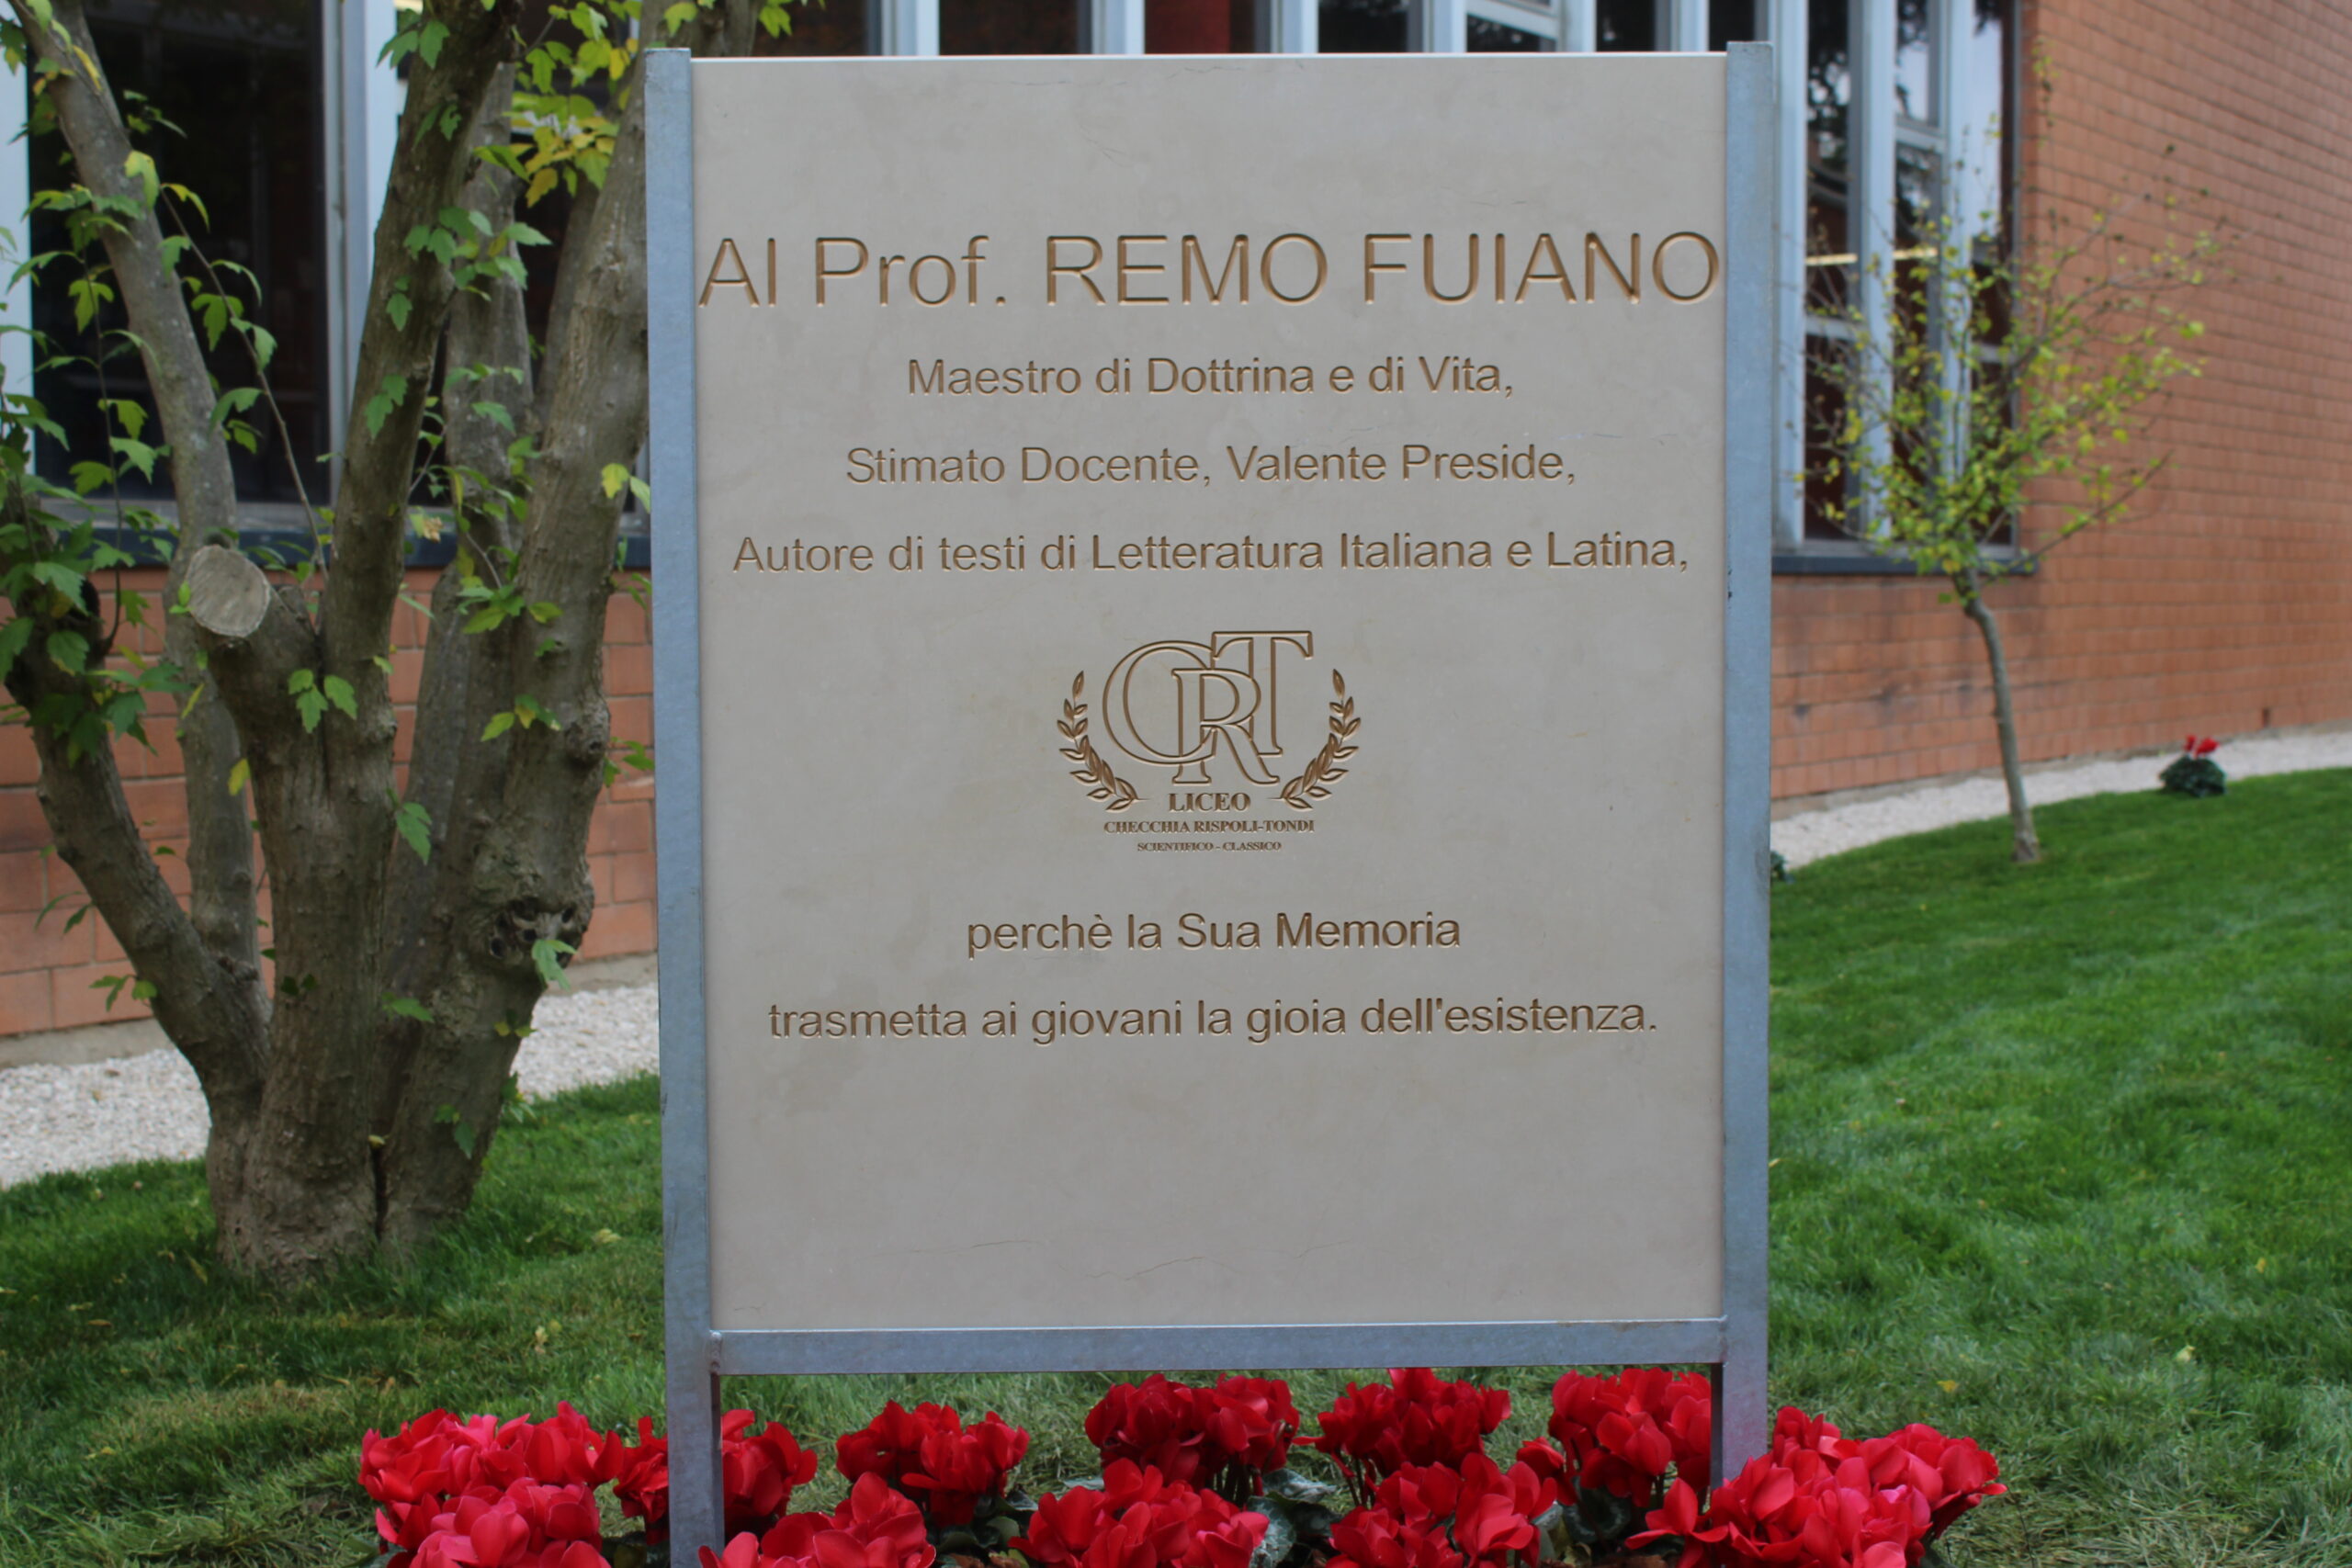 Al Prof. REMO FUIANO
Maestro di Dottrina e di Vita,
Stimato Docente, Valente Preside,
Autore di testi di Letteratura Italiana e Latina,
CRT
LICEO
CHECCHIA RISPOLI-TONDI
SCIENTIFICO - CLASSICO
perchè la Sua Memoria
trasmetta ai giovani la gioia dell'esistenza.